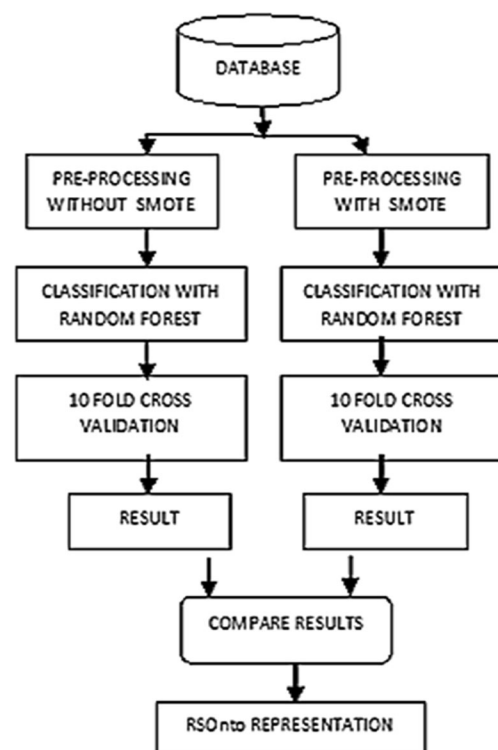 DATABASE
PRE-PROCESSING
WITHOUT SMOTE
PRE-PROCESSING
WITH SMOTE
CLASSIFICATION WITH
RANDOM FOREST
CLASSIFICATION WITH
RANDOM FOREST
10 FOLD CROSS
VALIDATION
10 FOLD CROSS
VALIDATION
RESULT
RESULT
COMPARE RESULTS
RSOnto REPRESENTATION